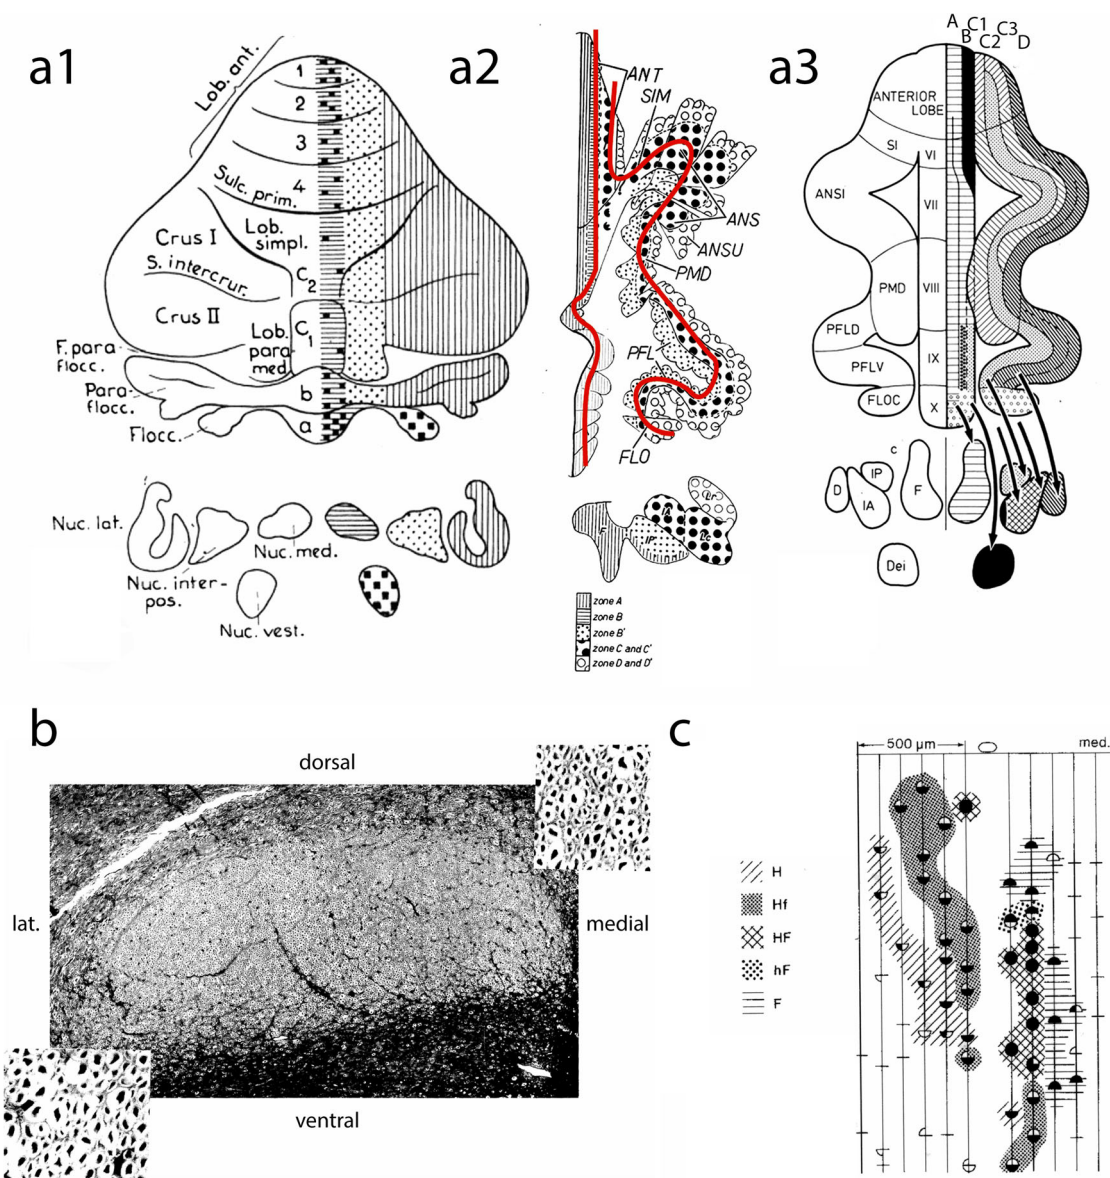 a1
Lob. ant.
1
2
3
4
Sulc. prim.
Lob.
simpl.
Crus I
S. intercrur.
Crus II
C2
C1
Lob.
para
med.
F. para
flocc.
Para-
flocc.
Flocc.
b
a
Nuc. lat.
Nuc. med.
Nuc. inter-
pos.
Nuc. vest.
a2
ANT
SIM
ANS
ANSU
PMD
PFL
FLO
F
IP
IA
Lc
Lr
zone A
zone B
zone B'
zone C and C'
zone D and D'
a3
A
B
C1
C2
C3
D
ANTERIOR
LOBE
SI
VI
ANSI
VII
PMD
VIII
PFLD
PFLV
IX
FLOC
X
c
D
IP
IA
F
Dei
b
dorsal
lat.
medial
ventral
c
500 µm
med.
H
Hf
HF
hF
F